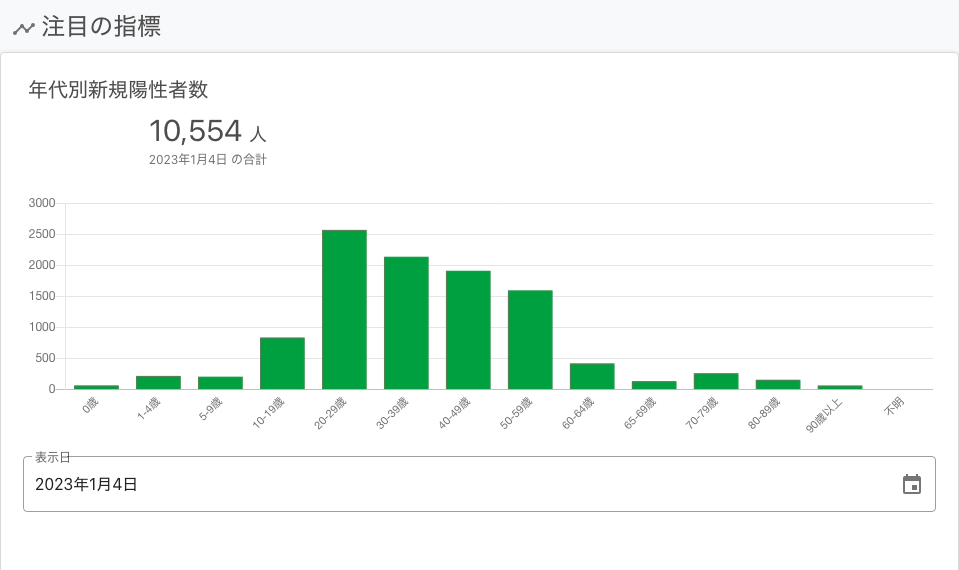 注目の指標
年代別新規陽性者数
10,554 人
2023年1月4日 の合計
3000
2500
2000
1500
1000
500
0
0歳
1-4歳
5-9歳
10-19歳
20-29歳
30-39歳
40-49歳
50-59歳
60-64歳
65-69歳
70-79歳
80-89歳
90歳以上
不明
表示日
2023年1月4日